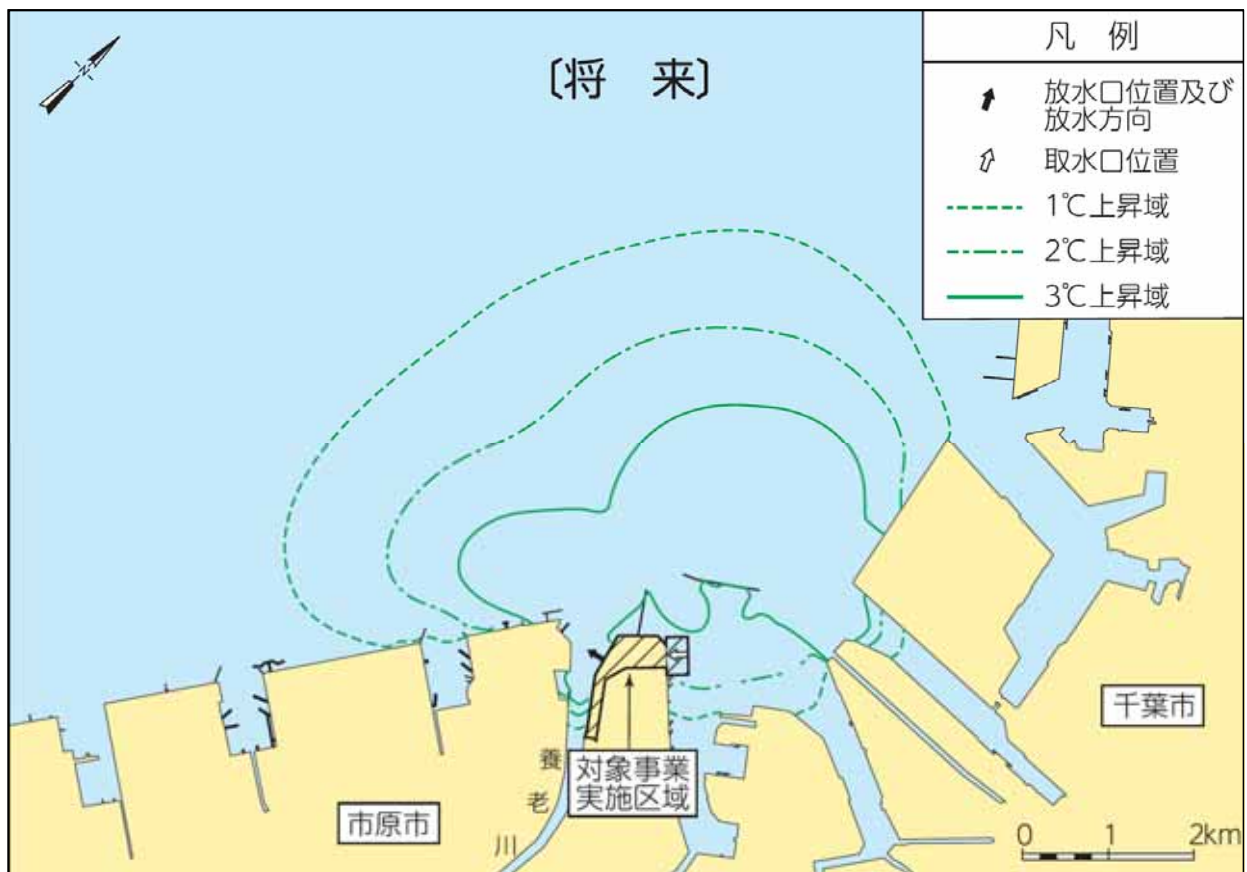 〔将 来〕
凡 例
放水口位置及び
放水方向
取水口位置
1℃上昇域
2℃上昇域
3℃上昇域
N
千葉市
対象事業
実施区域
市原市
養
老
川
0 1 2km